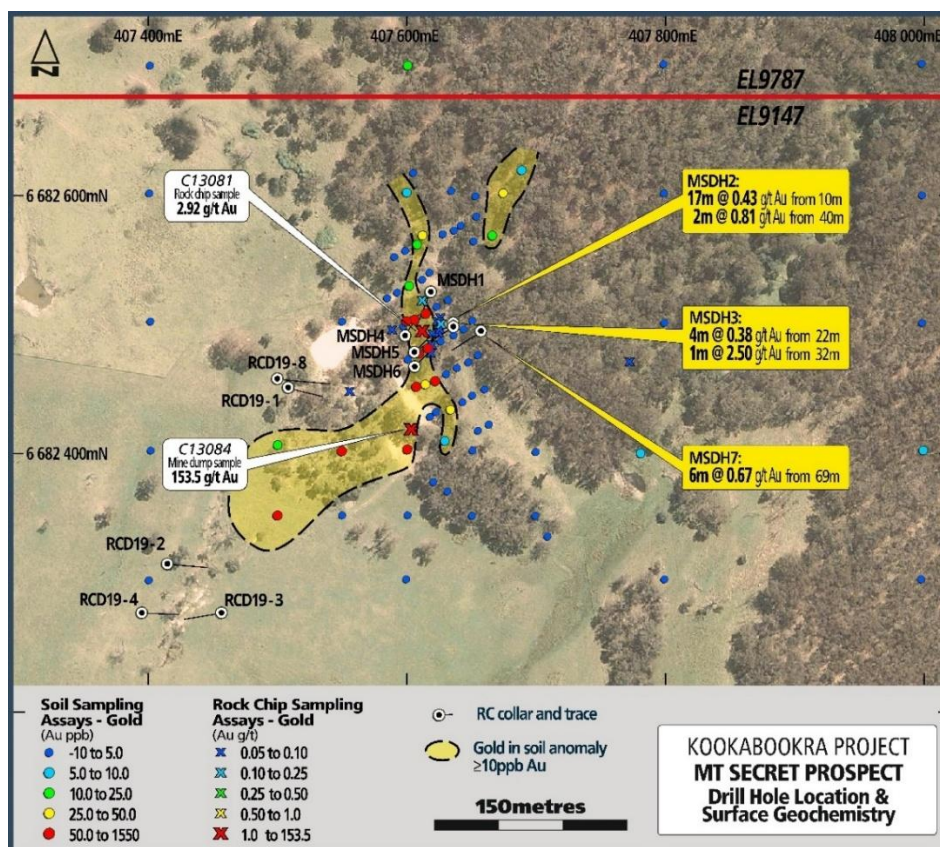 407 400mE
407 600mE
407 800mE
408 000mE
N
EL9787
EL9147
6 682 600mN
C13081
Rock chip sample
2.92 g/t Au
MSDH2:
17m @ 0.43 g/t Au from 10m
2m @ 0.81 g/t Au from 40m
MSDH1
MSDH3:
4m @ 0.38 g/t Au from 22m
1m @ 2.50 g/t Au from 32m
MSDH4
MSDH5
MSDH6
RCD19-8
RCD19-1
6 682 400mN
C13084
Mine dump sample
153.5 g/t Au
MSDH7:
6m @ 0.67 g/t Au from 69m
RCD19-2
RCD19-4
RCD19-3
Soil Sampling
Assays - Gold
(Au ppb)
-10 to 5.0
5.0 to 10.0
10.0 to 25.0
25.0 to 50.0
50.0 to 1550
Rock Chip Sampling
Assays - Gold
(Au g/t)
0.05 to 0.10
0.10 to 0.25
0.25 to 0.50
0.50 to 1.0
1.0 to 153.5
RC collar and trace
Gold in soil anomaly
≥10ppb Au
150metres
KOOKABOOKRA PROJECT
MT SECRET PROSPECT
Drill Hole Location &
Surface Geochemistry